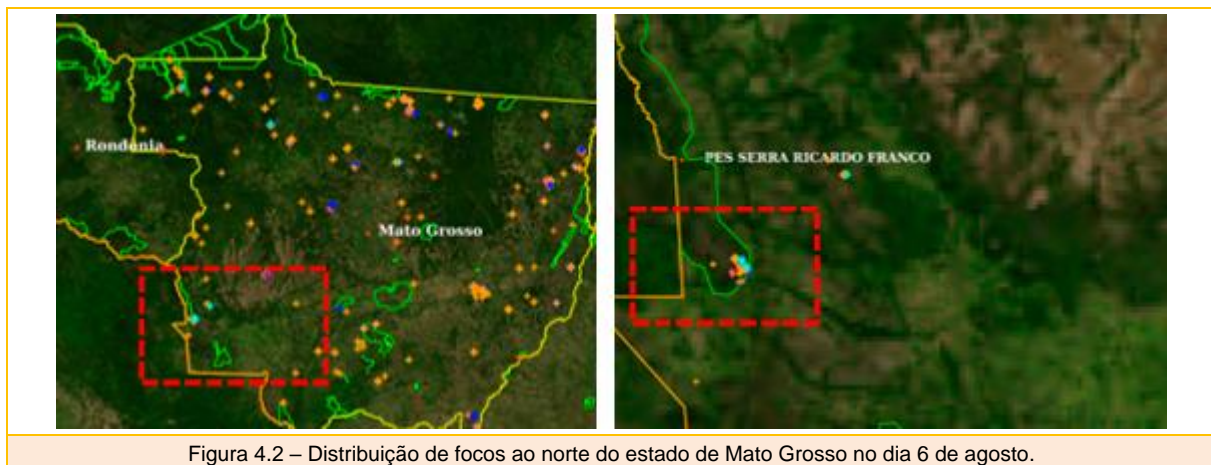 Rondonia
Mato Grosso
PES SERRA RICARDO FRANCO
Figura 4.2 – Distribuição de focos ao norte do estado de Mato Grosso no dia 6 de agosto.